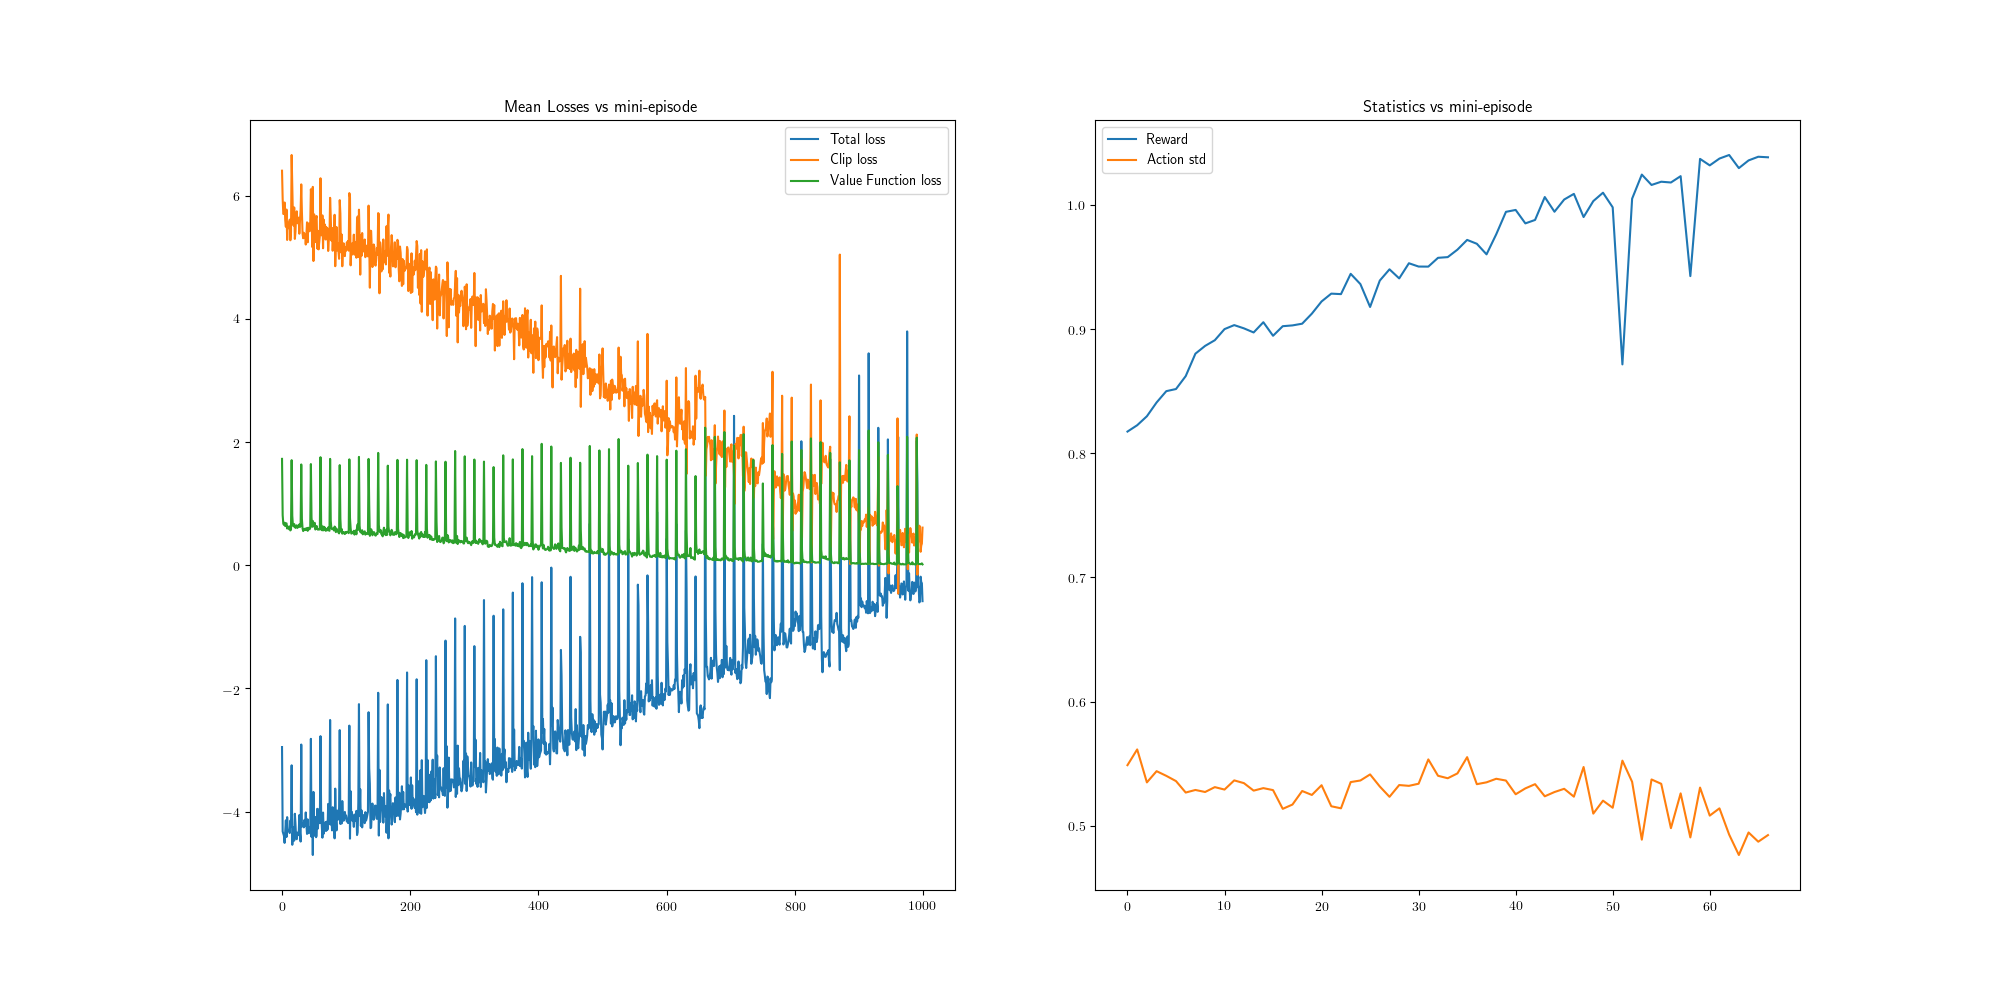 Mean Losses vs mini-episode
Total loss
Clip loss
Value Function loss
6
4
2
0
−2
−4
0 200 400 600 800 1000
Statistics vs mini-episode
Reward
Action std
1.0
0.9
0.8
0.7
0.6
0.5
0 10 20 30 40 50 60